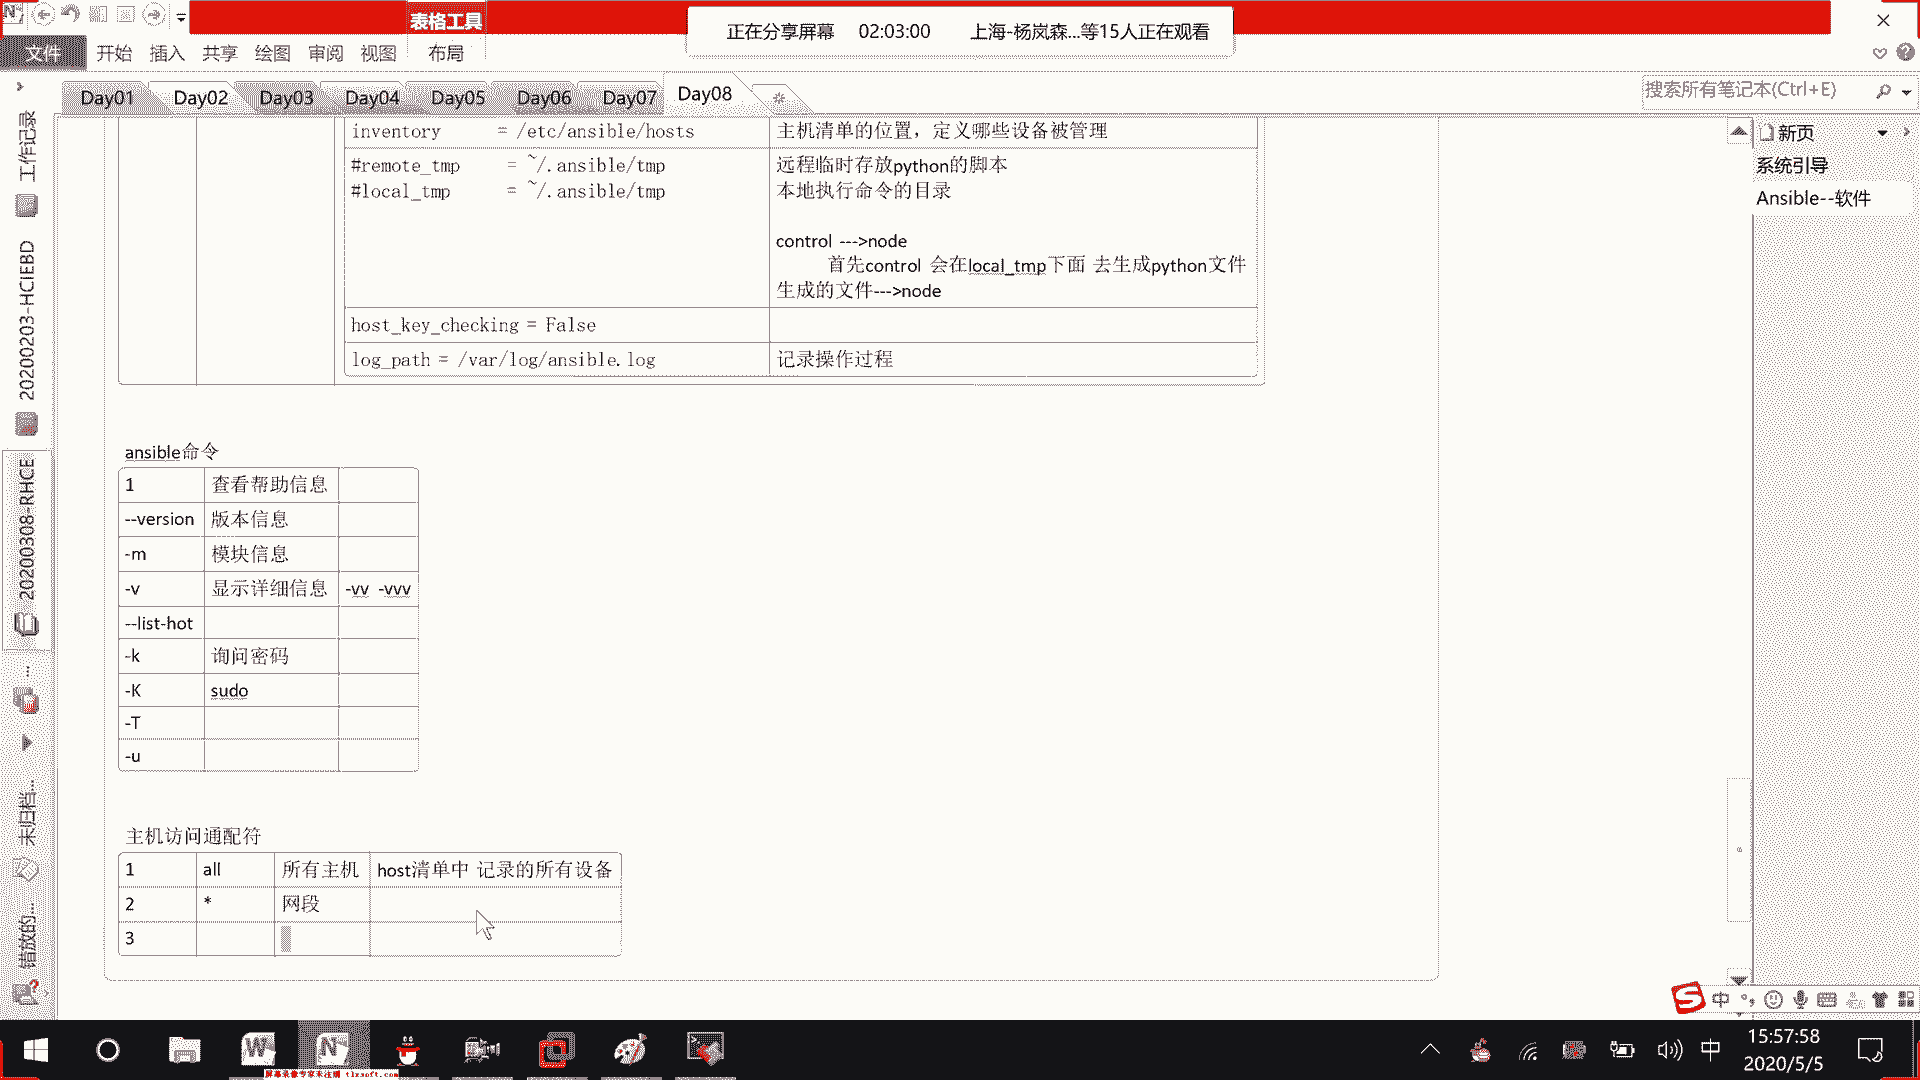 表格工具
正在分享屏幕 02:03:00 上海-杨岚森...等15人正在观看
文件 开始 插入 共享 绘图 审阅 视图 布局
Day01 Day02 Day03 Day04 Day05 Day06 Day07 Day08
搜索所有笔记本(Ctrl+E)
工作记录
20200203-HCIEBD
20200308-RHCE
...
未归档...
错放的...
新页
系统引导
Ansible--软件
inventory = /etc/ansible/hosts 主机清单的位置，定义哪些设备被管理
#remote_tmp = ~/.ansible/tmp 远程临时存放python的脚本
#local_tmp = ~/.ansible/tmp 本地执行命令的目录
control --->node
首先control 会在local_tmp下面 去生成python文件
生成的文件--->node
host_key_checking = False
log_path = /var/log/ansible.log 记录操作过程
ansible命令
1 查看帮助信息
--version 版本信息
-m 模块信息
-v 显示详细信息 -vv -vvv
--list-hot
-k 询问密码
-K sudo
-T
-u
主机访问通配符
1 all 所有主机 host清单中 记录的所有设备
2 * 网段
3
中
15:57:58
中
2020/5/5
屏幕录像专家未注册 tlxsoft.com